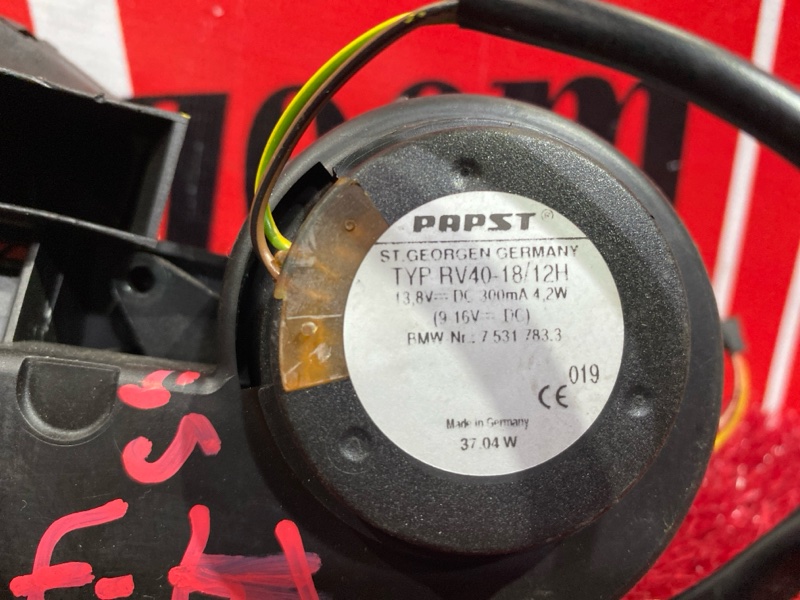 goom
PAPST®
ST. GEORGEN GERMANY
TYP RV40-18/12H
13,8V⎓ DC 300mA 4,2W
(9-16V⎓ DC)
BMW-Nr.: 7 531 783.3
019
CE
Made in Germany
37.04 W